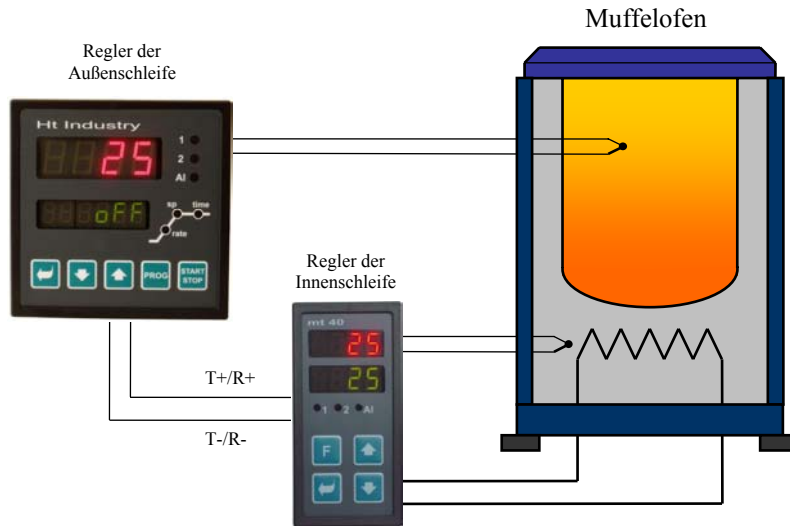 Muffelofen
Regler der
Außenschleife
Ht Industry
25
1
2
Al
oFF
sp
time
rate
PROG
START
STOP
Regler der
Innenschleife
mt 40
25
25
1
2
Al
F
T+/R+
T-/R-